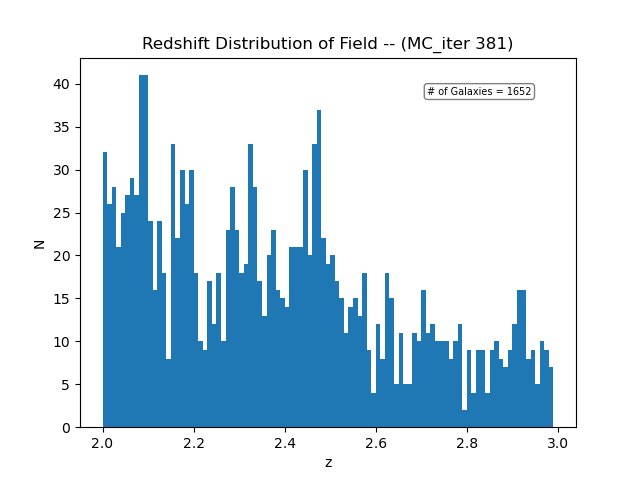 Redshift Distribution of Field -- (MC_iter 381)
# of Galaxies = 1652
N
40
35
30
25
20
15
10
5
0
2.0 2.2 2.4 2.6 2.8 3.0
z